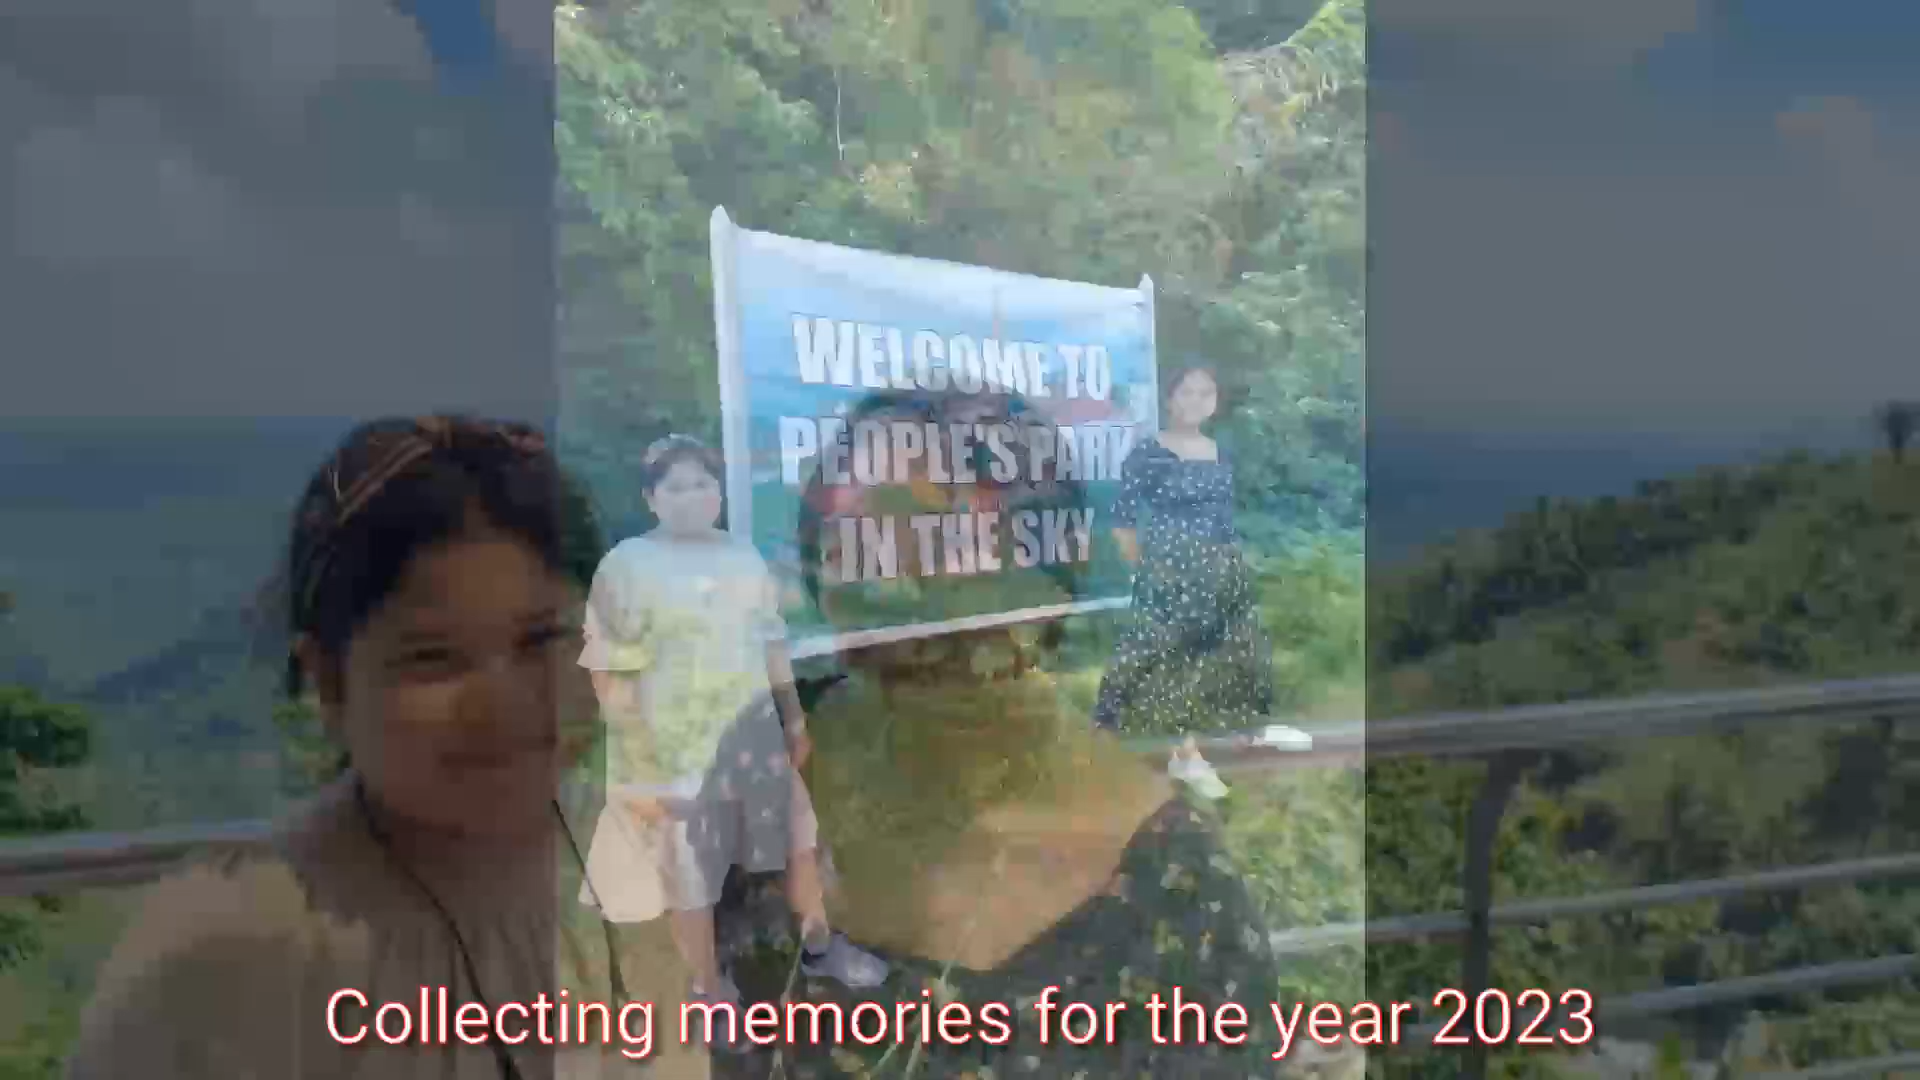 WELCOME TO
PEOPLE'S PARK
IN THE SKY
Collecting memories for the year 2023